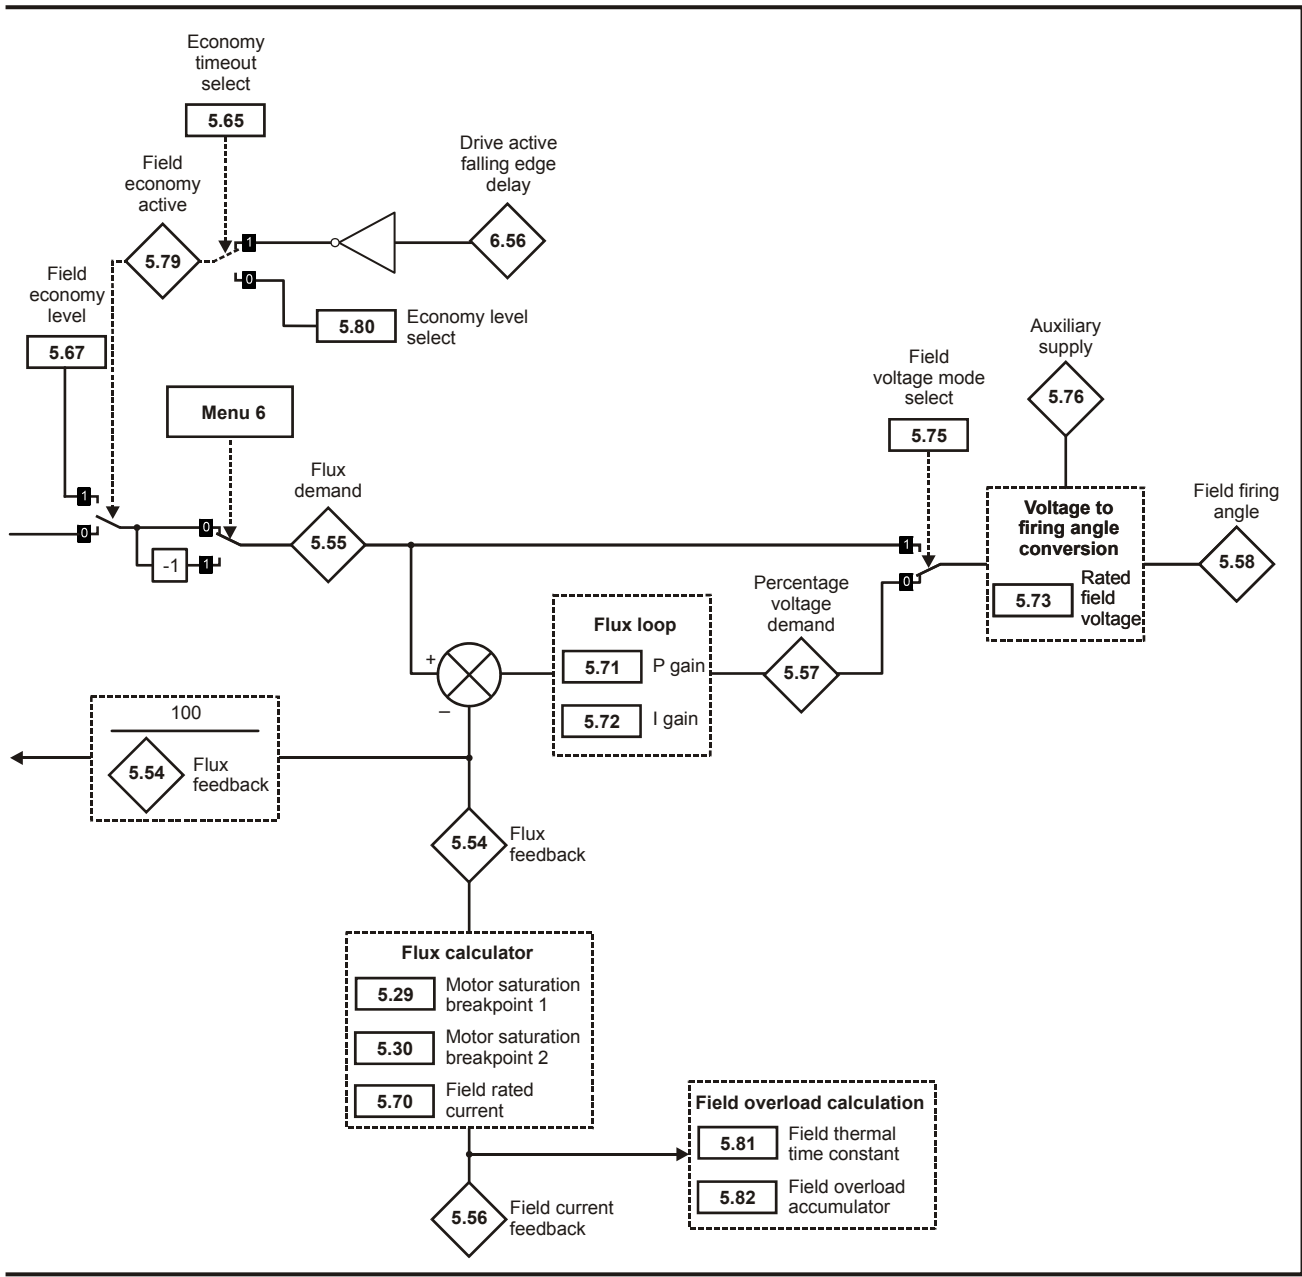 Economy
timeout
select
5.65
Drive active
falling edge
delay
6.56
Field
economy
active
5.79
1
0
5.80
Economy level
select
Field
economy
level
5.67
Menu 6
1
0
-1
0
1
Flux
demand
5.55
Field
voltage mode
select
5.75
1
0
Auxiliary
supply
5.76
Voltage to
firing angle
conversion
5.73
Rated
field
voltage
Field firing
angle
5.58
+
–
Flux loop
5.71
P gain
5.72
I gain
Percentage
voltage
demand
5.57
100
5.54
Flux
feedback
5.54
Flux
feedback
Flux calculator
5.29
Motor saturation
breakpoint 1
5.30
Motor saturation
breakpoint 2
5.70
Field rated
current
5.56
Field current
feedback
Field overload calculation
5.81
Field thermal
time constant
5.82
Field overload
accumulator